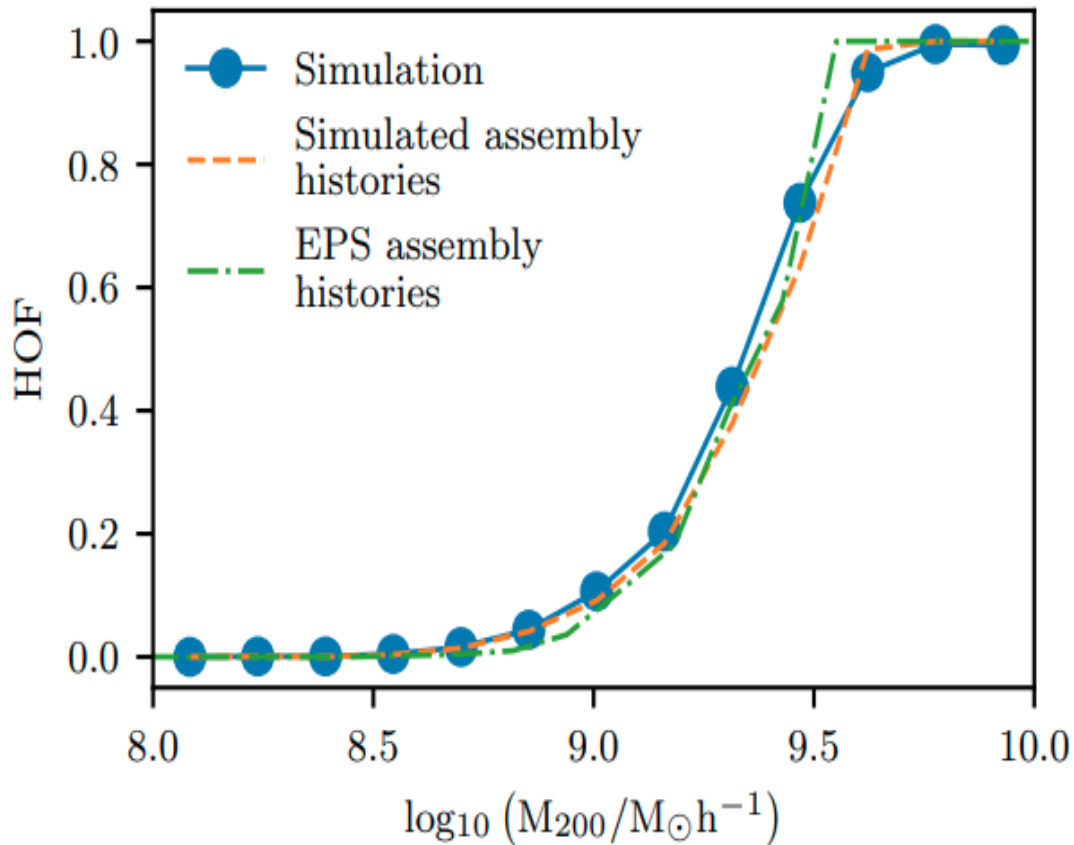 1.0
0.8
0.6
0.4
0.2
0.0
HOF
Simulation
Simulated assembly
histories
EPS assembly
histories
8.0 8.5 9.0 9.5 10.0
log₁₀ (M₂₀₀/M⊙h⁻¹)